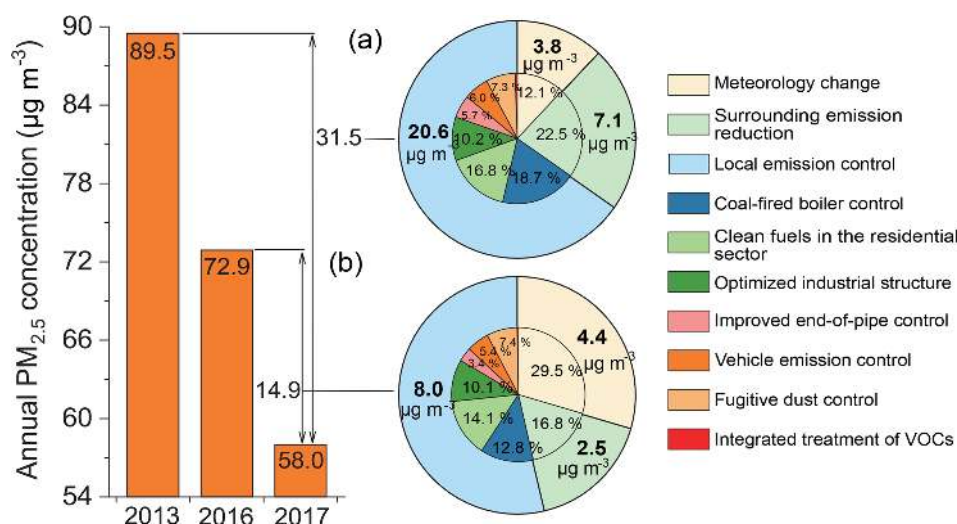 Annual PM2.5 concentration (µg m-3)
90
84
78
72
66
60
54
89.5
72.9
58.0
2013
2016
2017
31.5
14.9
(a)
3.8
µg m-3
7.1
µg m-3
20.6
µg m-3
12.1 %
22.5 %
18.7 %
16.8 %
10.2 %
5.7 %
6.0 %
7.3 %
(b)
4.4
µg m-3
2.5
µg m-3
8.0
µg m-3
29.5 %
16.8 %
12.8 %
14.1 %
10.1 %
3.4 %
5.4 %
7.4 %
Meteorology change
Surrounding emission
reduction
Local emission control
Coal-fired boiler control
Clean fuels in the residential
sector
Optimized industrial structure
Improved end-of-pipe control
Vehicle emission control
Fugitive dust control
Integrated treatment of VOCs